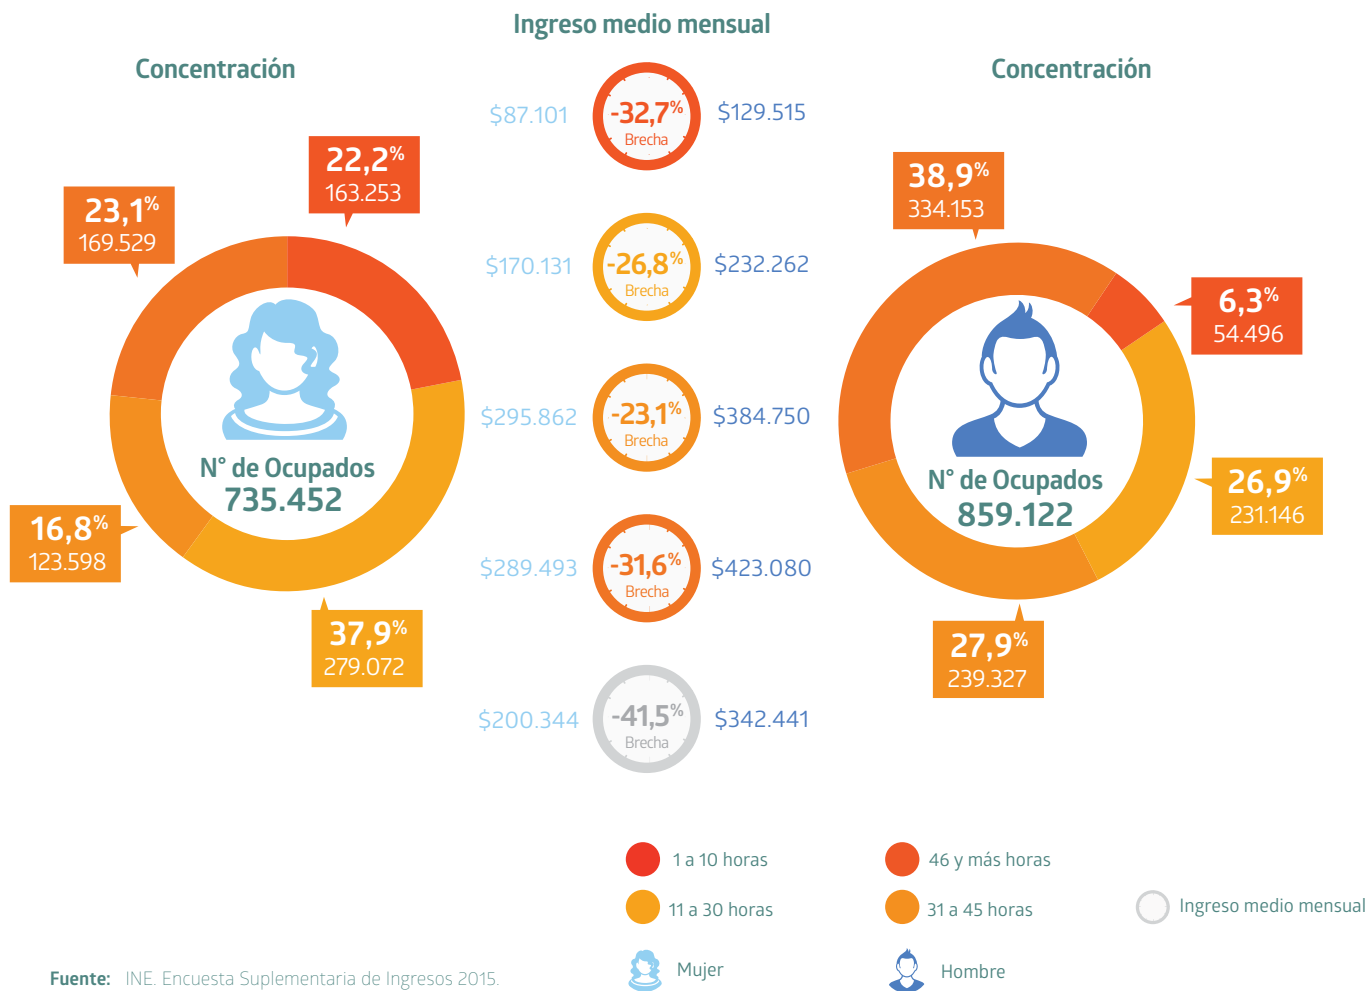 Ingreso medio mensual
Concentración
Concentración
22,2%
163.253
23,1%
169.529
N° de Ocupados
735.452
16,8%
123.598
37,9%
279.072
$87.101
-32,7%
Brecha
$129.515
$170.131
-26,8%
Brecha
$232.262
$295.862
-23,1%
Brecha
$384.750
$289.493
-31,6%
Brecha
$423.080
$200.344
-41,5%
Brecha
$342.441
38,9%
334.153
6,3%
54.496
N° de Ocupados
859.122
26,9%
231.146
27,9%
239.327
1 a 10 horas
46 y más horas
11 a 30 horas
31 a 45 horas
Ingreso medio mensual
Mujer
Hombre
Fuente: INE. Encuesta Suplementaria de Ingresos 2015.